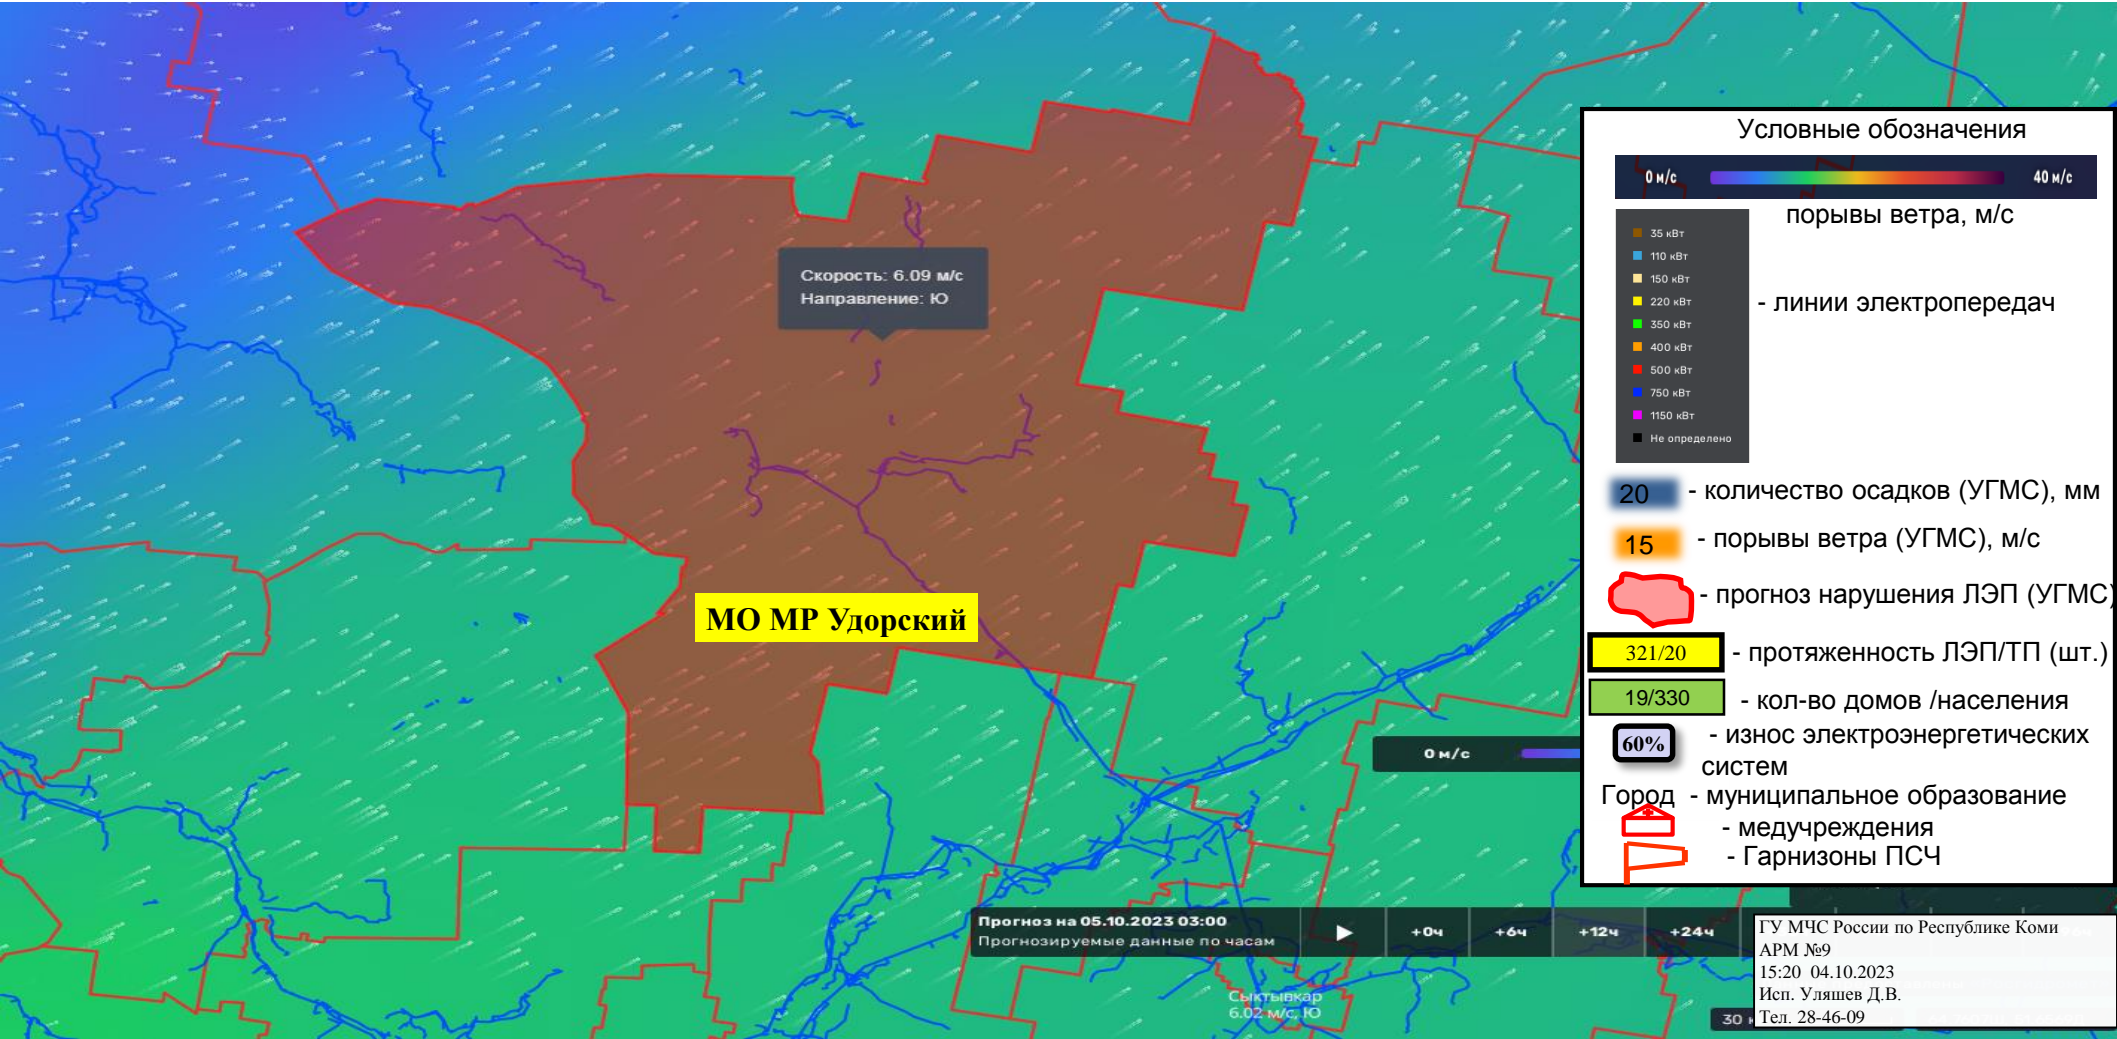 Условные обозначения
0 м/с
40 м/с
порывы ветра, м/с
35 кВт
110 кВт
150 кВт
220 кВт
350 кВт
400 кВт
500 кВт
750 кВт
1150 кВт
Не определено
- линии электропередач
20 - количество осадков (УГМС), мм
15 - порывы ветра (УГМС), м/с
- прогноз нарушения ЛЭП (УГМС)
321/20 - протяженность ЛЭП/ТП (шт.)
19/330 - кол-во домов /населения
60% - износ электроэнергетических
систем
Город - муниципальное образование
- медучреждения
- Гарнизоны ПСЧ
Скорость: 6.09 м/с
Направление: Ю
МО МР Удорский
0 м/с
Прогноз на 05.10.2023 03:00
Прогнозируемые данные по часам
+0ч
+6ч
+12ч
+24ч
Сыктывкар
6.02 м/с, Ю
30
ГУ МЧС России по Республике Коми
АРМ №9
15:20 04.10.2023
Исп. Уляшев Д.В.
Тел. 28-46-09